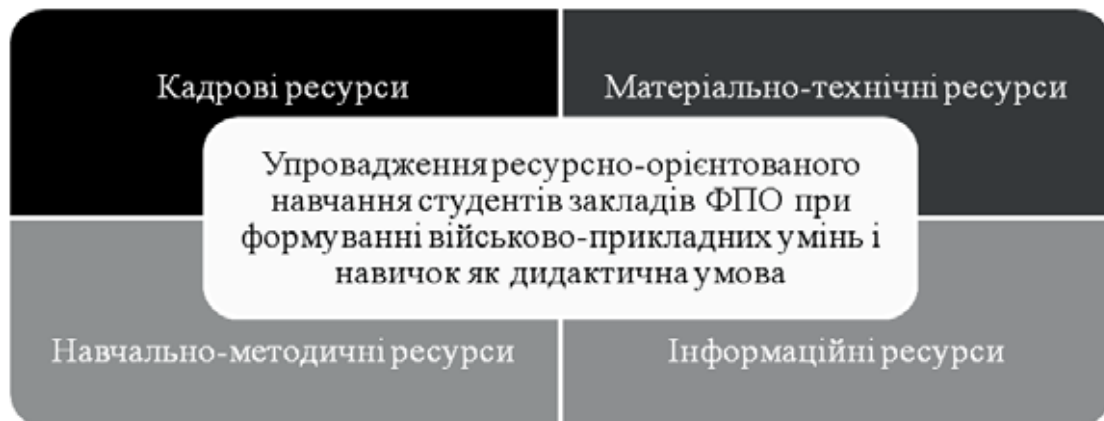 Кадрові ресурси
Матеріально-технічні ресурси
Упровадження ресурсно-орієнтованого
навчання студентів закладів ФПО при
формуванні військово-прикладних умінь і
навичок як дидактична умова
Навчально-методичні ресурси
Інформаційні ресурси